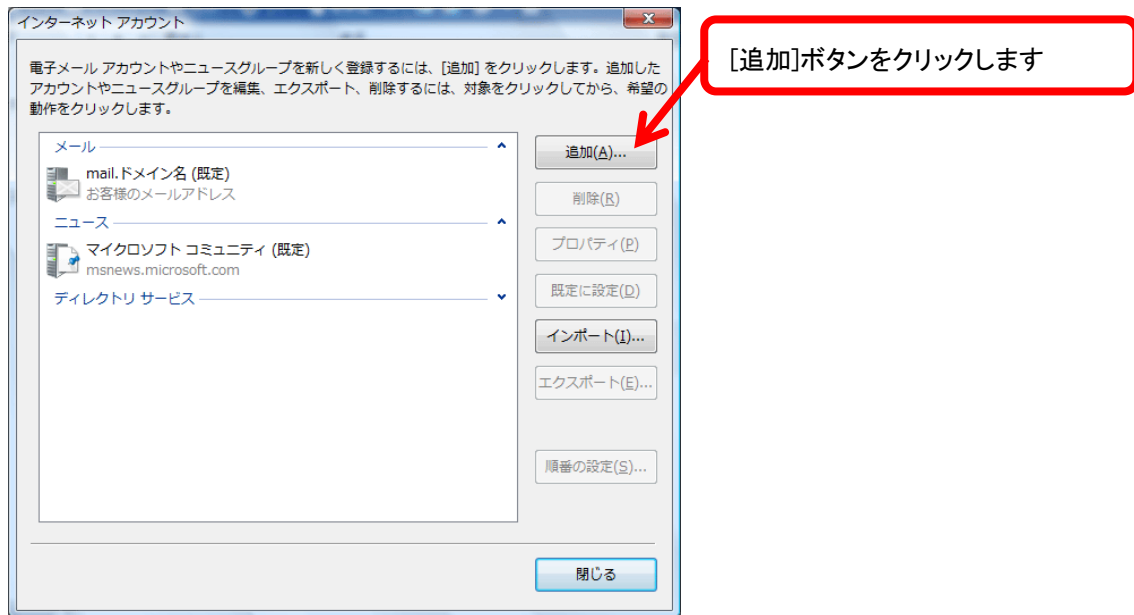 インターネット アカウント
[追加]ボタンをクリックします
電子メール アカウントやニュースグループを新しく登録するには、[追加] をクリックします。追加した
アカウントやニュースグループを編集、エクスポート、削除するには、対象をクリックしてから、希望の
動作をクリックします。
メール
mail.ドメイン名 (既定)
お客様のメールアドレス
ニュース
マイクロソフト コミュニティ (既定)
msnews.microsoft.com
ディレクトリ サービス
追加(A)...
削除(R)
プロパティ(P)
既定に設定(D)
インポート(I)...
エクスポート(E)...
順番の設定(S)...
閉じる